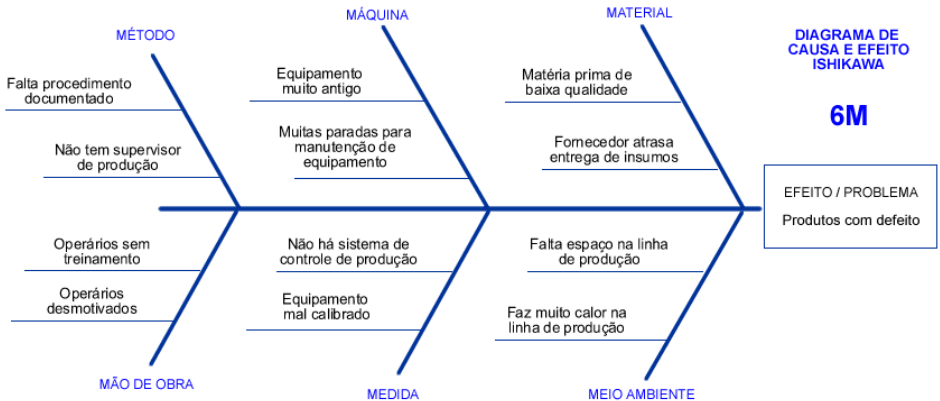 MÉTODO
Falta procedimento
documentado
Não tem supervisor
de produção
MÁQUINA
Equipamento
muito antigo
Muitas paradas para
manutenção de
equipamento
MATERIAL
Matéria prima de
baixa qualidade
Fornecedor atrasa
entrega de insumos
DIAGRAMA DE
CAUSA E EFEITO
ISHIKAWA
6M
EFEITO / PROBLEMA
Produtos com defeito
Operários sem
treinamento
Operários
desmotivados
MÃO DE OBRA
Não há sistema de
controle de produção
Equipamento
mal calibrado
MEDIDA
Falta espaço na linha
de produção
Faz muito calor na
linha de produção
MEIO AMBIENTE